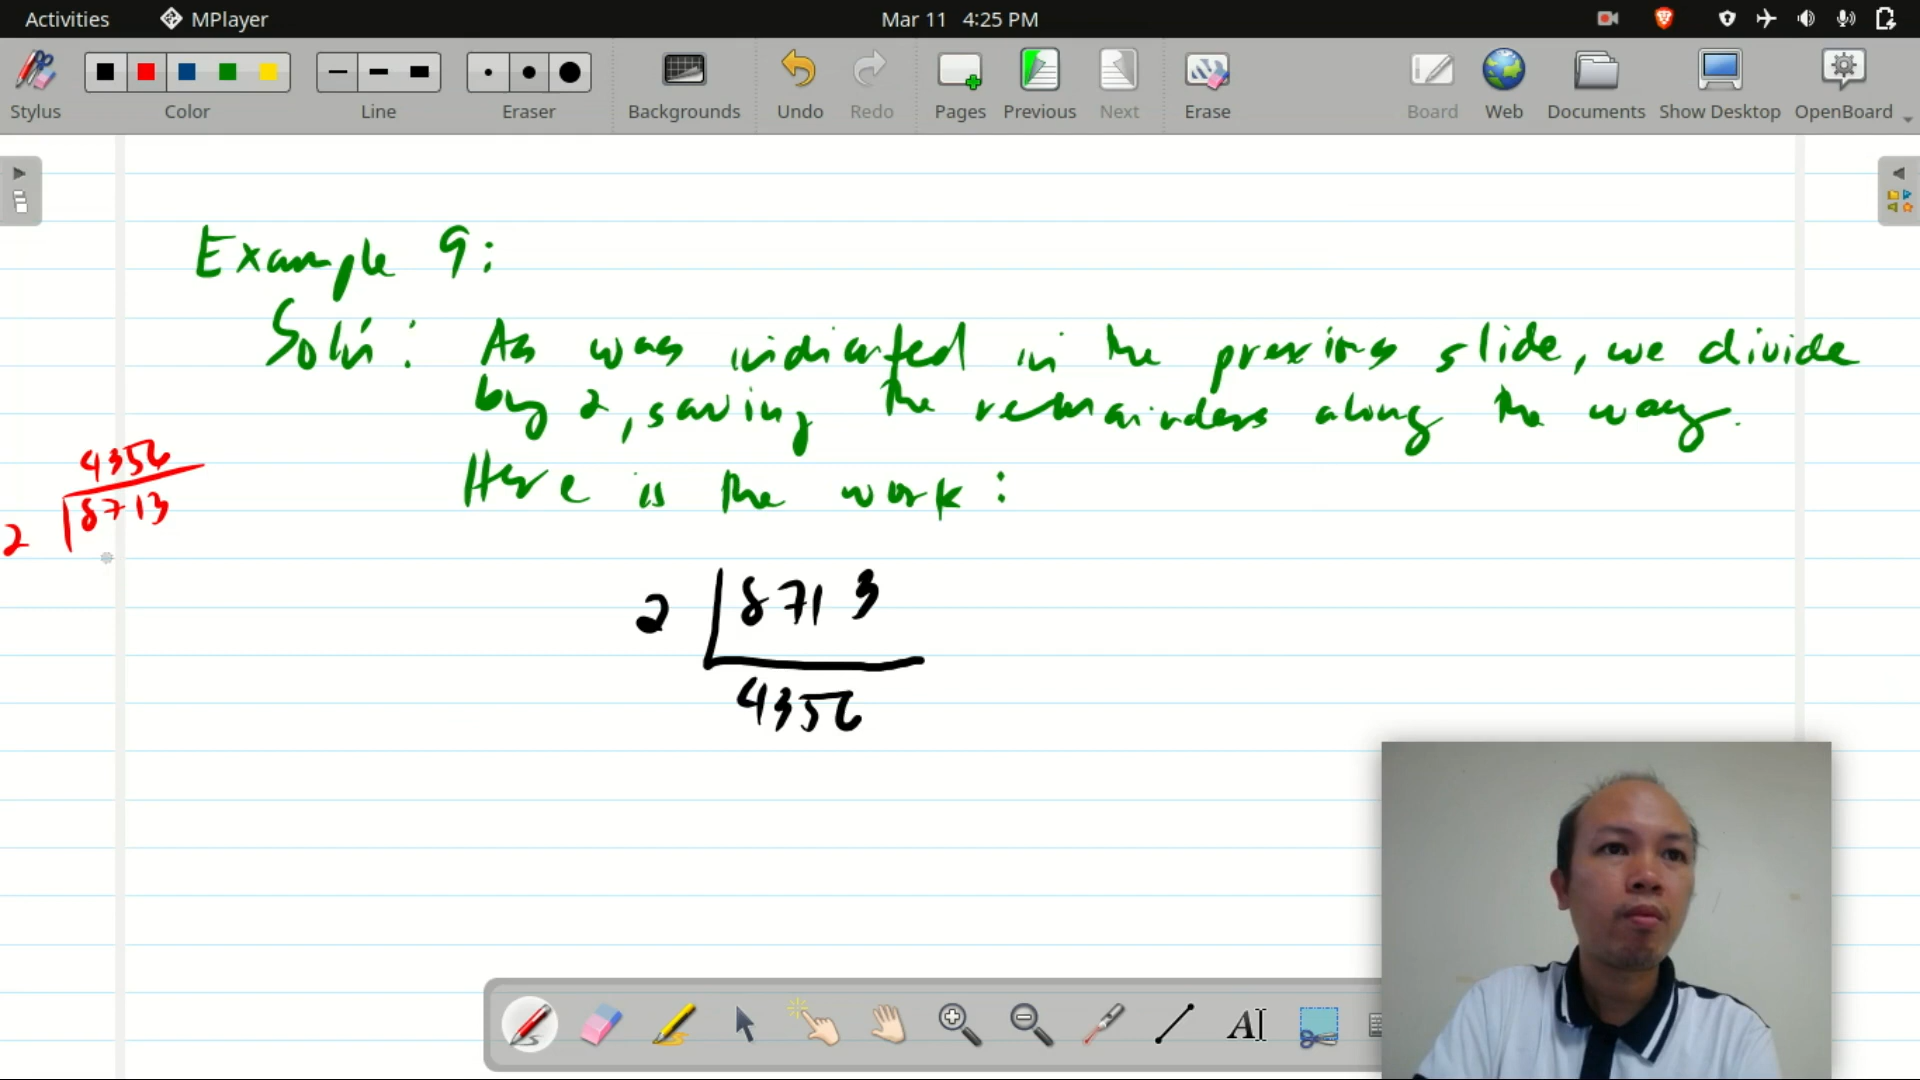 Activities MPlayer Mar 11 4:25 PM
Stylus Color Line Eraser Backgrounds Undo Redo Pages Previous Next Erase Board Web Documents Show Desktop OpenBoard
Example 9:
Sol'n: As was indicated in the previous slide, we divide
by 2, saving the remainders along the way.
Here is the work:
4356
2 8713
2 8713
4356
A